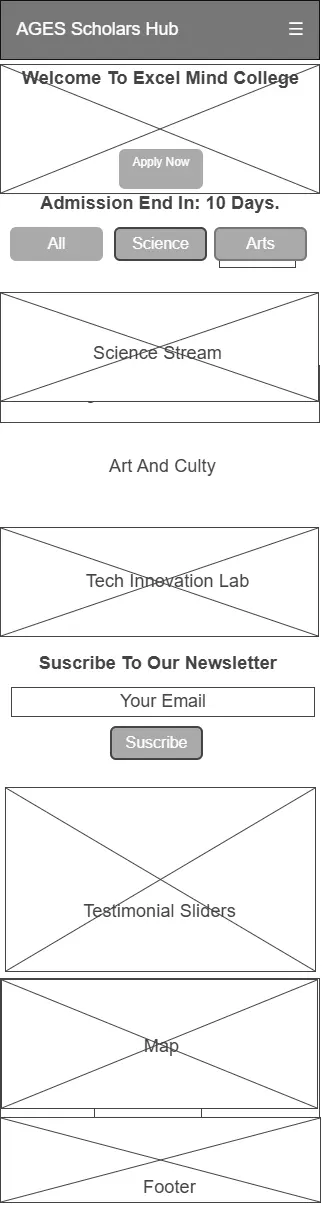 AGES Scholars Hub ☰
Welcome To Excel Mind College
Apply Now
Admission End In: 10 Days.
All Science Arts
Science Stream
Art And Culty
Tech Innovation Lab
Suscribe To Our Newsletter
Your Email
Suscribe
Testimonial Sliders
Map
Footer